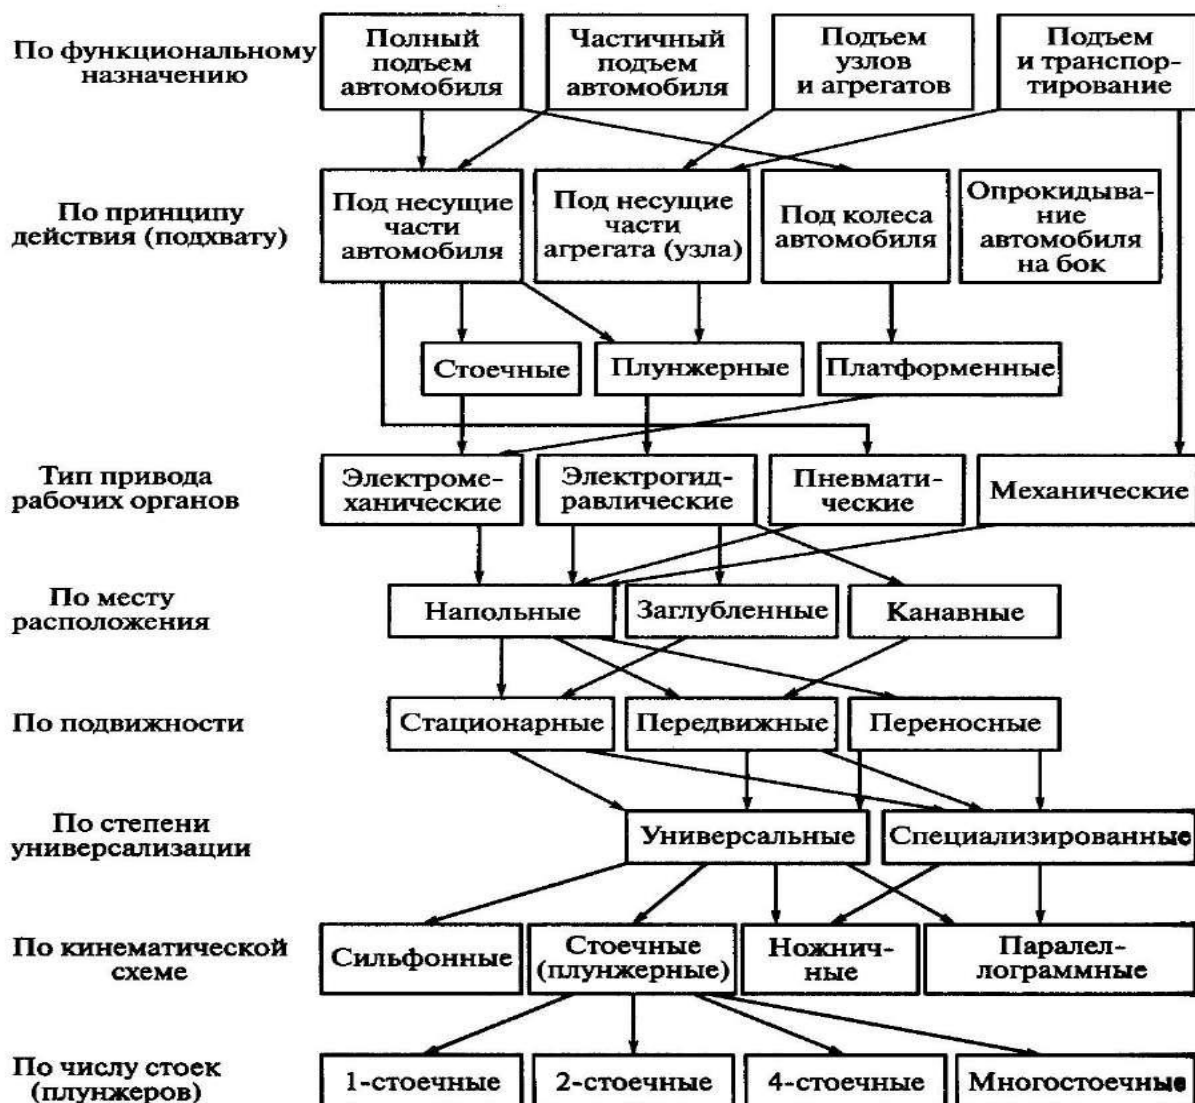 По функциональному
назначению
Полный
подъем
автомобиля
Частичный
подъем
автомобиля
Подъем
узлов
и агрегатов
Подъем
и транспор-
тирование
По принципу
действия (подхвату)
Под несущие
части
автомобиля
Под несущие
части
агрегата (узла)
Под колеса
автомобиля
Опрокидыва-
ние
автомобиля
на бок
Стоечные
Плунжерные
Платформенные
Тип привода
рабочих органов
Электроме-
ханические
Электрогид-
равлические
Пневмати-
ческие
Механические
По месту
расположения
Напольные
Заглубленные
Канавные
По подвижности
Стационарные
Передвижные
Переносные
По степени
универсализации
Универсальные
Специализированные
По кинематической
схеме
Сильфонные
Стоечные
(плунжерные)
Ножнич-
ные
Паралел-
лограммные
По числу стоек
(плунжеров)
1-стоечные
2-стоечные
4-стоечные
Многостоечные